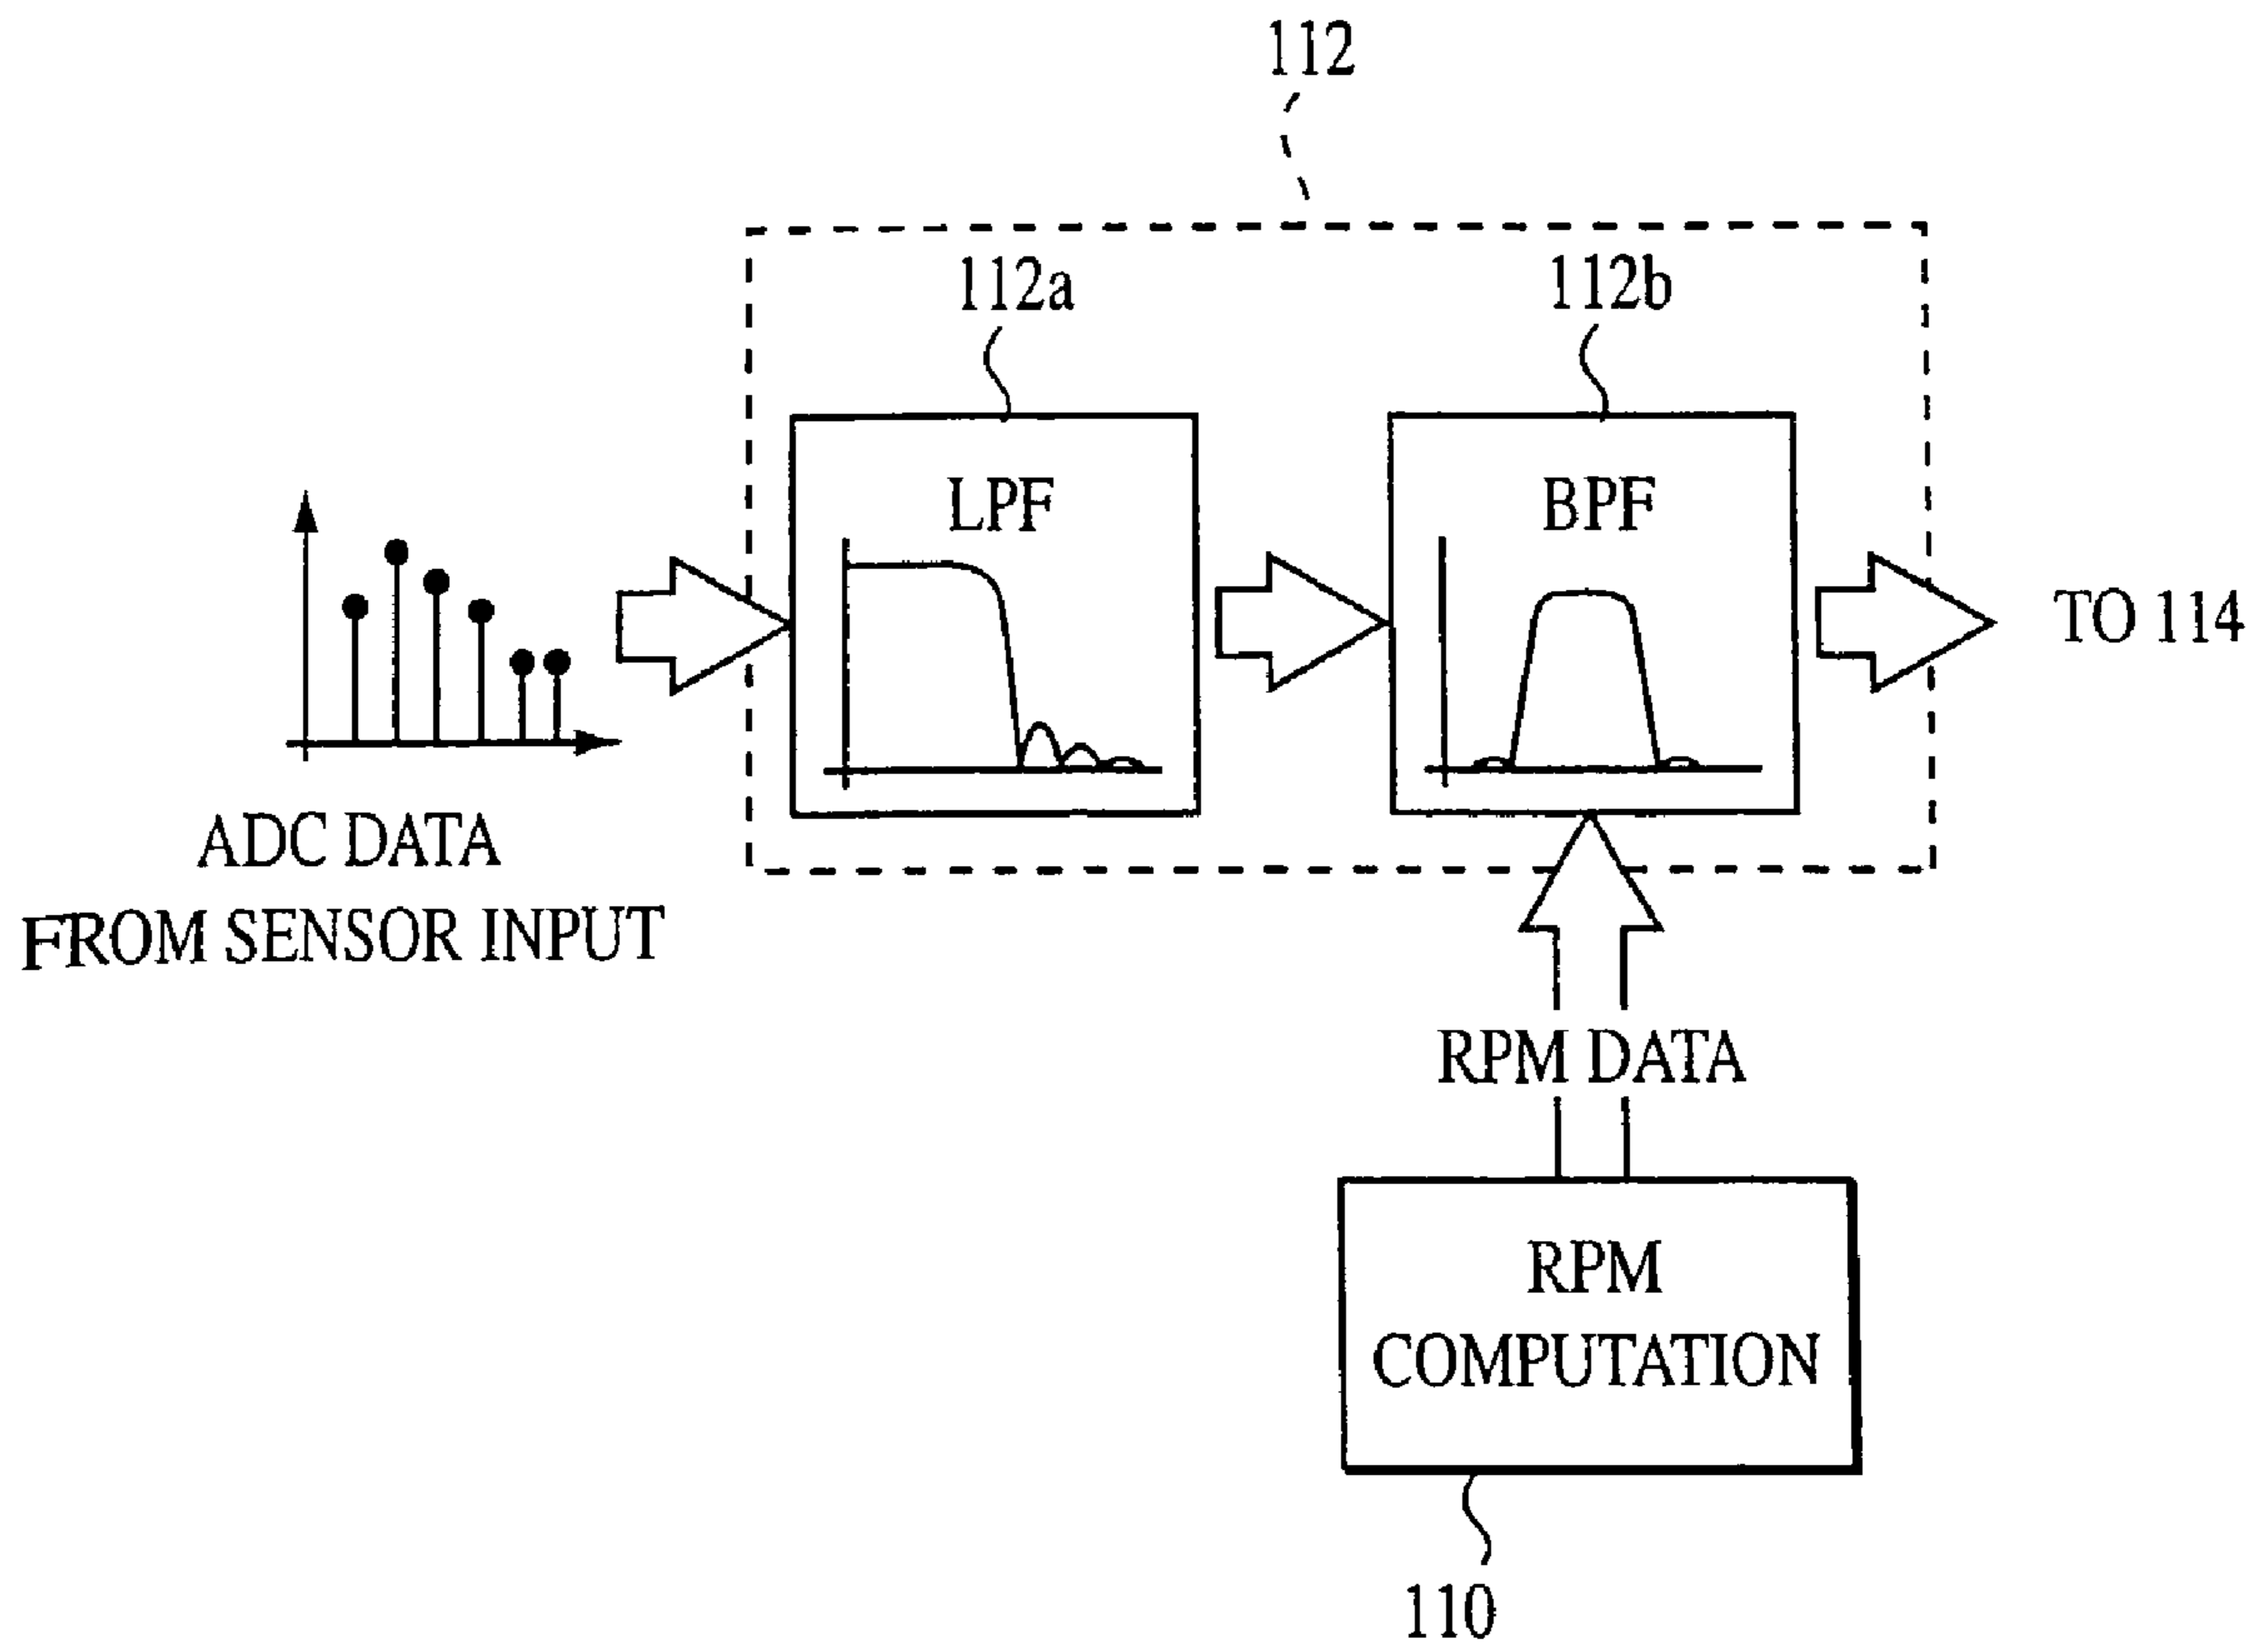 112
112a
112b
LPF
BPF
TO 114
ADC DATA
FROM SENSOR INPUT
RPM DATA
RPM
COMPUTATION
110